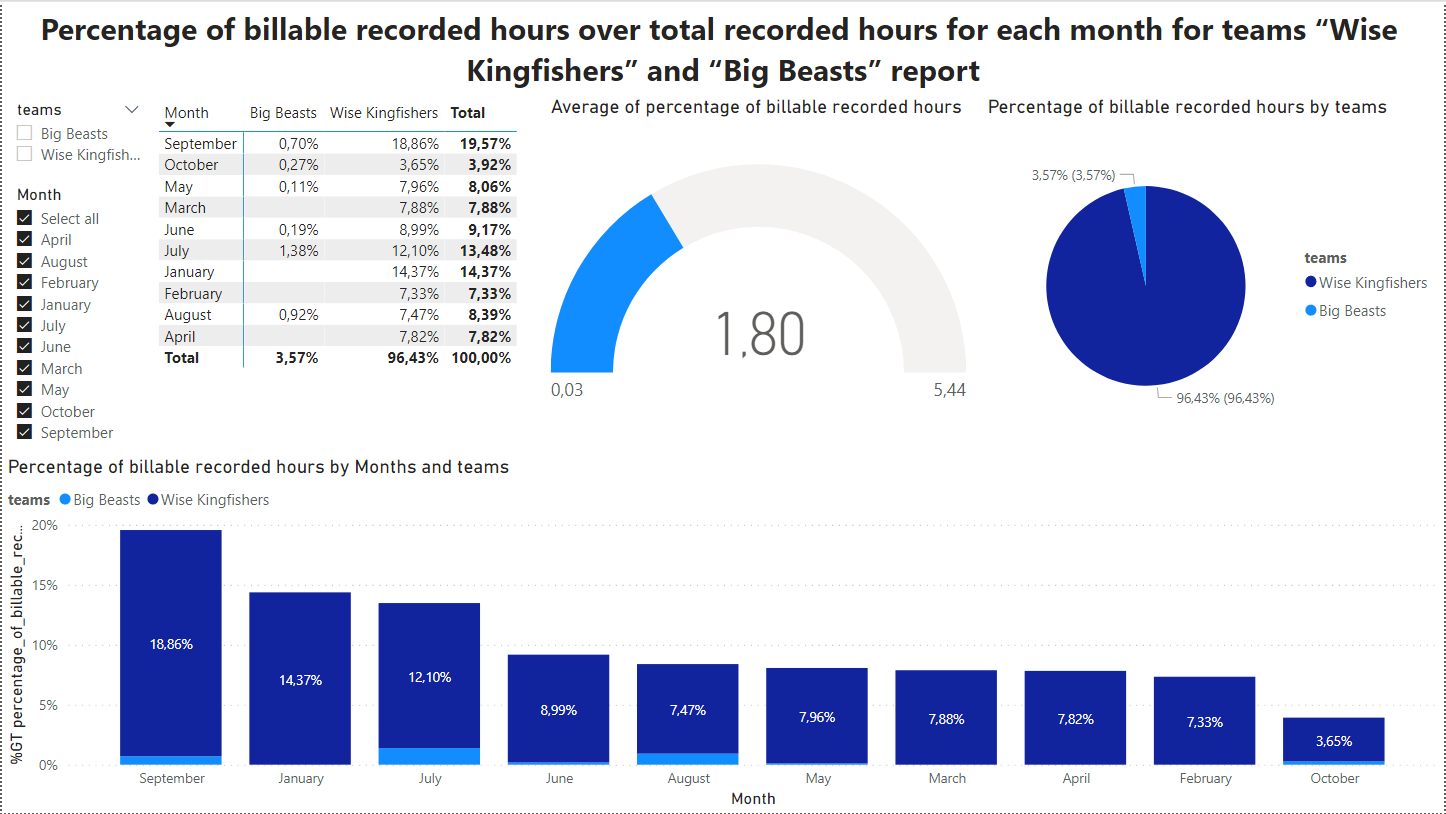 Percentage of billable recorded hours over total recorded hours for each month for teams “Wise
Kingfishers” and “Big Beasts” report
teams
Big Beasts
Wise Kingfish...
Month
Select all
April
August
February
January
July
June
March
May
October
September
Month Big Beasts Wise Kingfishers Total
September 0,70% 18,86% 19,57%
October 0,27% 3,65% 3,92%
May 0,11% 7,96% 8,06%
March 7,88% 7,88%
June 0,19% 8,99% 9,17%
July 1,38% 12,10% 13,48%
January 14,37% 14,37%
February 7,33% 7,33%
August 0,92% 7,47% 8,39%
April 7,82% 7,82%
Total 3,57% 96,43% 100,00%
Average of percentage of billable recorded hours
1,80
0,03 5,44
Percentage of billable recorded hours by teams
3,57% (3,57%)
96,43% (96,43%)
teams
Wise Kingfishers
Big Beasts
Percentage of billable recorded hours by Months and teams
teams Big Beasts Wise Kingfishers
%GT percentage_of_billable_rec...
20%
15%
10%
5%
0%
18,86%
14,37%
12,10%
8,99%
7,47%
7,96%
7,88%
7,82%
7,33%
3,65%
September January July June August May March April February October
Month